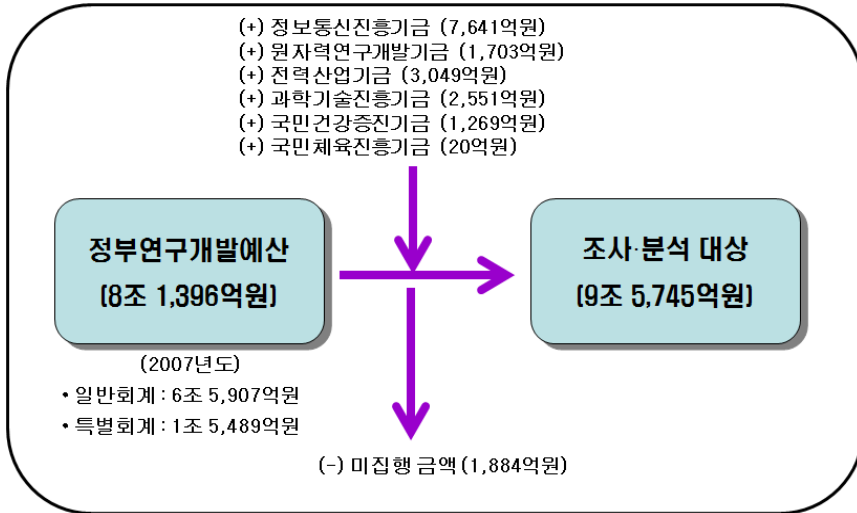 (+) 정보통신진흥기금 (7,641억원)
(+) 원자력연구개발기금 (1,703억원)
(+) 전력산업기금 (3,049억원)
(+) 과학기술진흥기금 (2,551억원)
(+) 국민건강증진기금 (1,269억원)
(+) 국민체육진흥기금 (20억원)
정부연구개발예산
(8조 1,396억원)
조사·분석 대상
(9조 5,745억원)
(2007년도)
• 일반회계 : 6조 5,907억원
• 특별회계 : 1조 5,489억원
(-) 미집행 금액 (1,884억원)